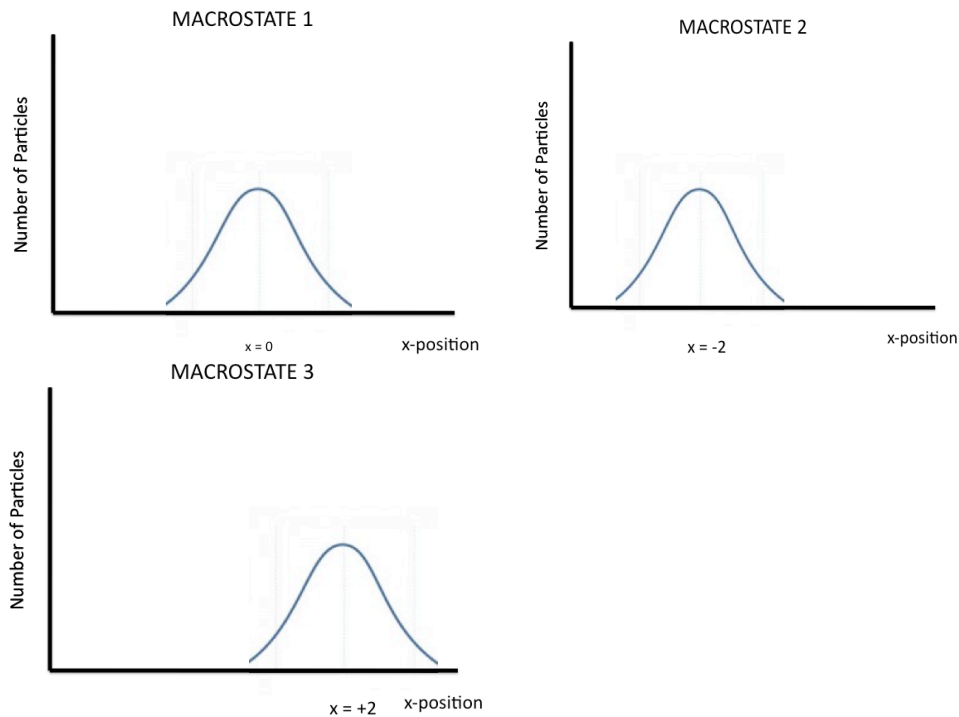 MACROSTATE 1
Number of Particles
x = 0
x-position
MACROSTATE 2
Number of Particles
x = -2
x-position
MACROSTATE 3
Number of Particles
x = +2
x-position